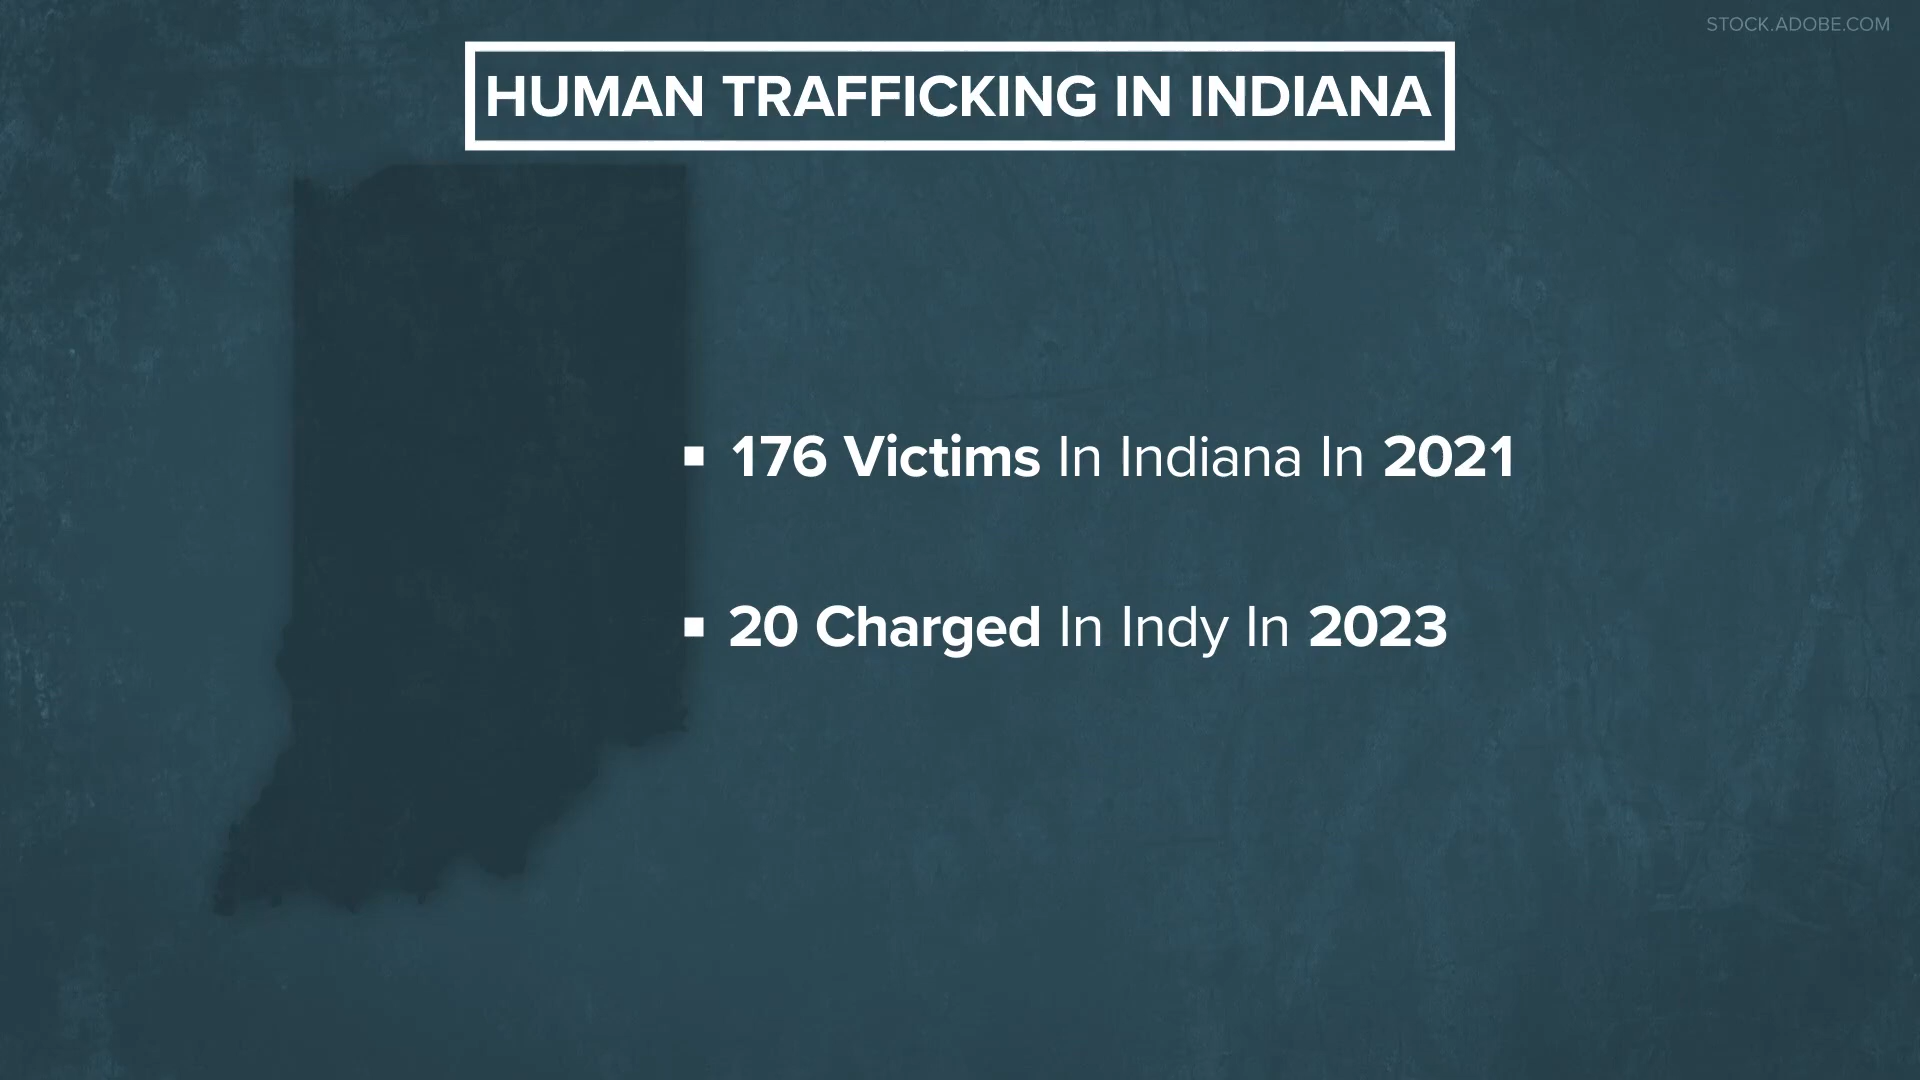 STOCK.ADOBE.COM
HUMAN TRAFFICKING IN INDIANA
▪ 176 Victims In Indiana In 2021
▪ 20 Charged In Indy In 2023